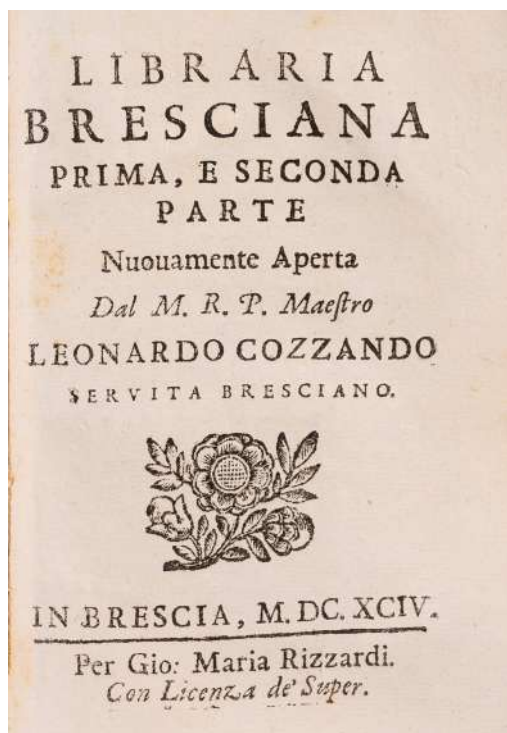 LIBRARIA
BRESCIANA
PRIMA, E SECONDA
PARTE
Nuouamente Aperta
Dal M. R. P. Maeſtro
LEONARDO COZZANDO
SERVITA BRESCIANO.
IN BRESCIA, M. DC. XCIV.
Per Gio: Maria Rizzardi.
Con Licenza de' Super.